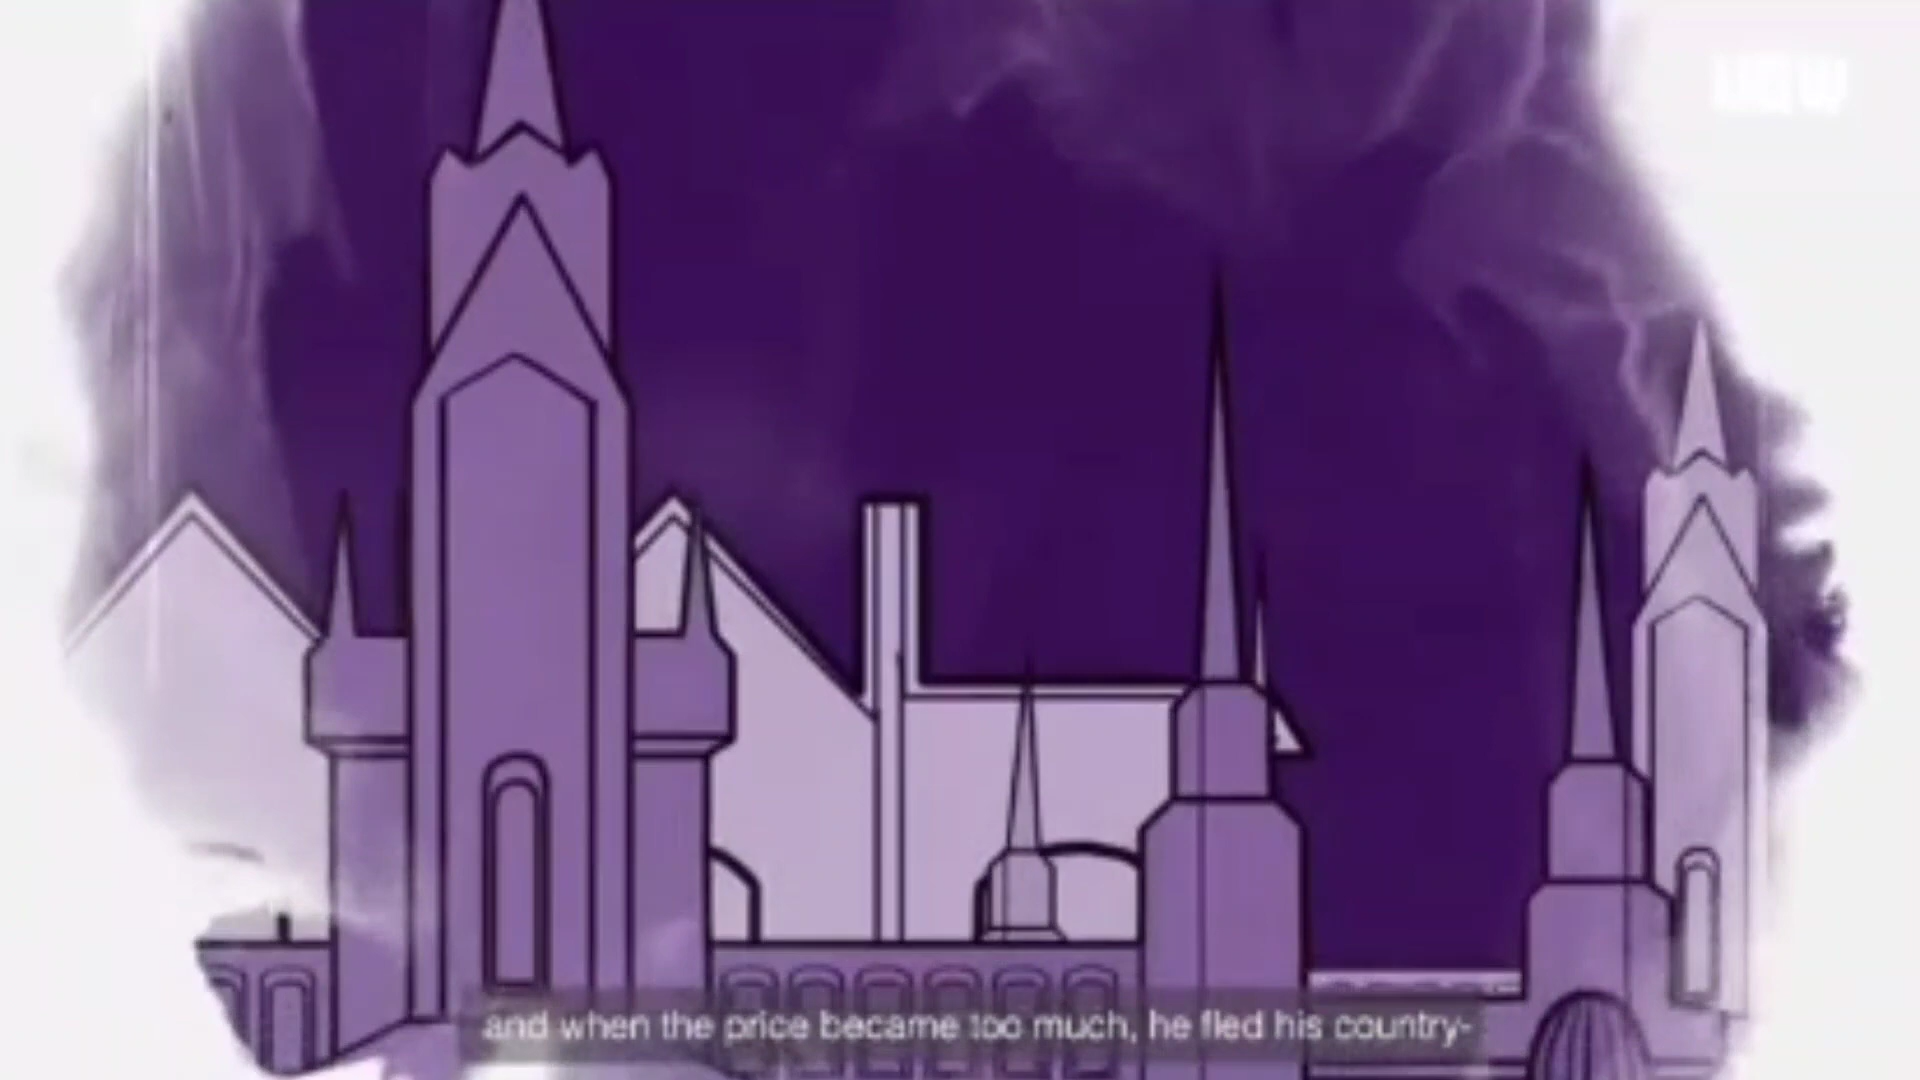 and when the price became too much, he fled his country-